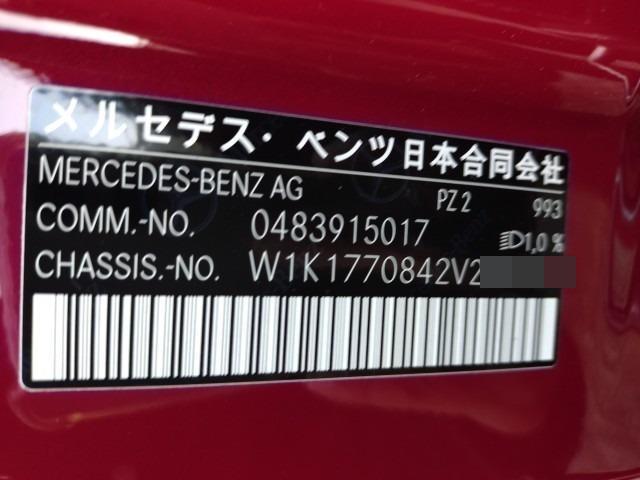 メルセデス・ベンツ日本合同会社
MERCEDES-BENZ AG PZ 2 993
COMM.-NO. 0483915017 1,0 %
CHASSIS.-NO. W1K1770842V2